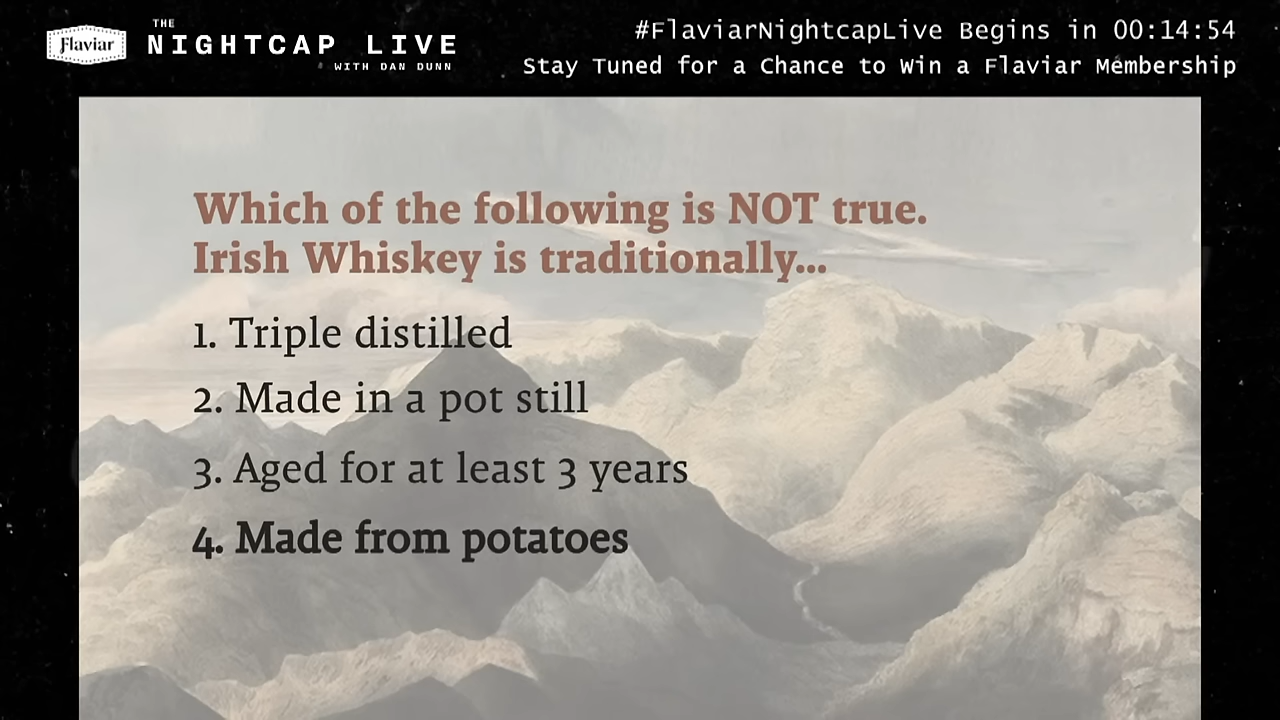 Flaviar
THE
NIGHTCAP LIVE
WITH DAN DUNN
#FlaviarNightcapLive Begins in 00:14:54
Stay Tuned for a Chance to Win a Flaviar Membership
Which of the following is NOT true.
Irish Whiskey is traditionally...
1. Triple distilled
2. Made in a pot still
3. Aged for at least 3 years
4. Made from potatoes